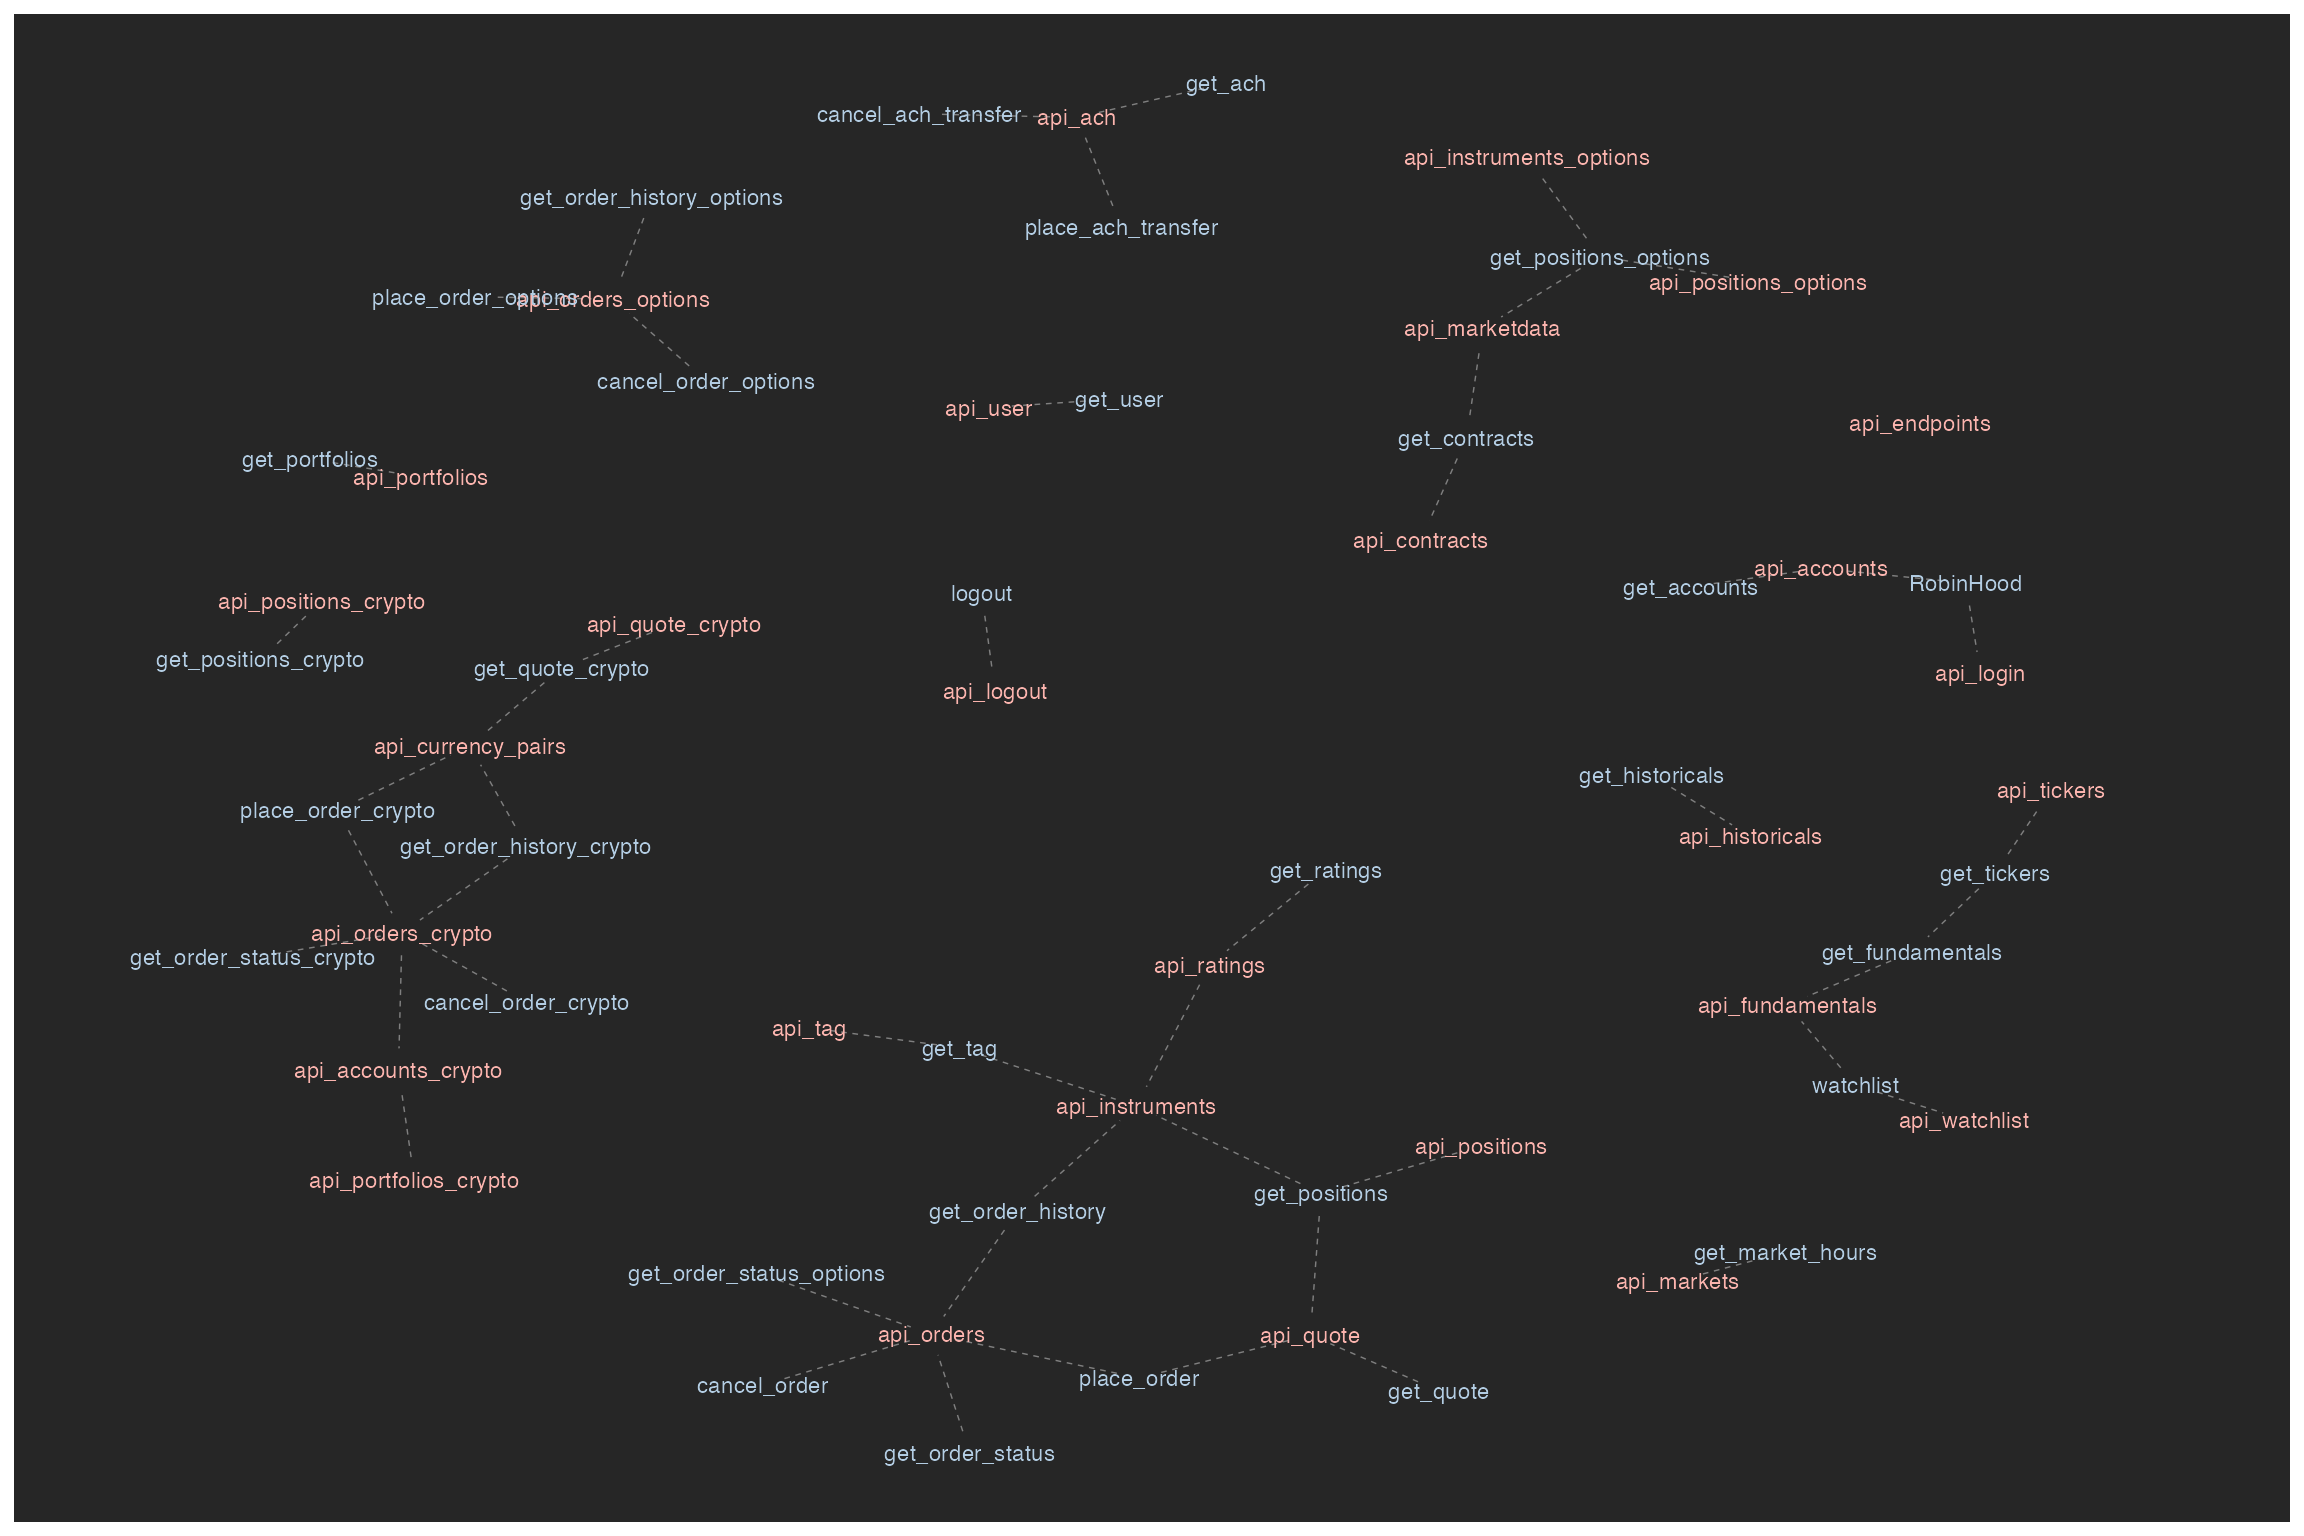 get_ach
cancel_ach_transfer
api_ach
api_instruments_options
get_order_history_options
place_ach_transfer
get_positions_options
api_positions_options
place_order_options
api_orders_options
api_marketdata
cancel_order_options
get_user
api_user
api_endpoints
get_contracts
get_portfolios
api_portfolios
api_contracts
api_accounts
RobinHood
get_accounts
logout
api_positions_crypto
api_quote_crypto
get_positions_crypto
get_quote_crypto
api_login
api_logout
api_currency_pairs
get_historicals
api_tickers
place_order_crypto
api_historicals
get_order_history_crypto
get_ratings
get_tickers
api_orders_crypto
get_fundamentals
get_order_status_crypto
api_ratings
cancel_order_crypto
api_fundamentals
api_tag
get_tag
api_accounts_crypto
watchlist
api_instruments
api_watchlist
api_positions
api_portfolios_crypto
get_positions
get_order_history
get_market_hours
get_order_status_options
api_markets
api_orders
api_quote
place_order
cancel_order
get_quote
get_order_status